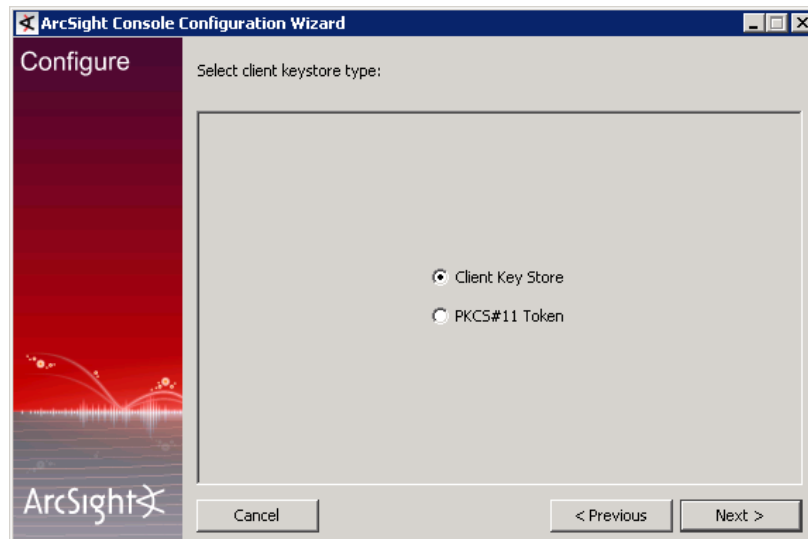 ArcSight Console Configuration Wizard
Configure
Select client keystore type:
Client Key Store
PKCS#11 Token
ArcSight
Cancel
< Previous
Next >